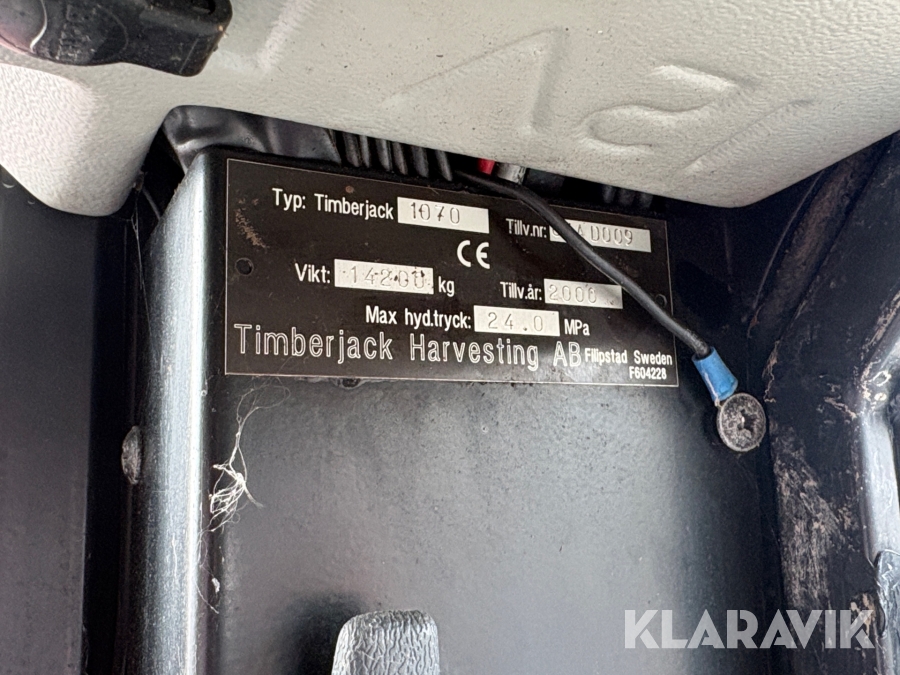 Typ: Timberjack 1070 Tillv.nr:
CE
Vikt: 14200 kg Tillv.år: 2000
Max hyd.tryck: 24.0 MPa
Timberjack Harvesting AB Filipstad Sweden
F604228
KLARAVIK